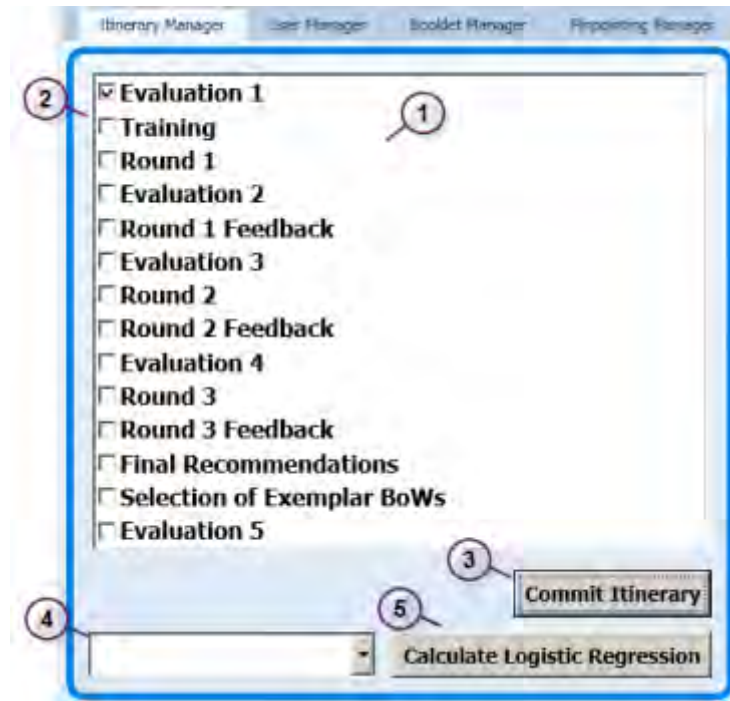 Itinerary Manager User Manager Booklet Manager Pinpointing Manager
2
1
Evaluation 1
Training
Round 1
Evaluation 2
Round 1 Feedback
Evaluation 3
Round 2
Round 2 Feedback
Evaluation 4
Round 3
Round 3 Feedback
Final Recommendations
Selection of Exemplar BoWs
Evaluation 5
3
Commit Itinerary
4
5
Calculate Logistic Regression